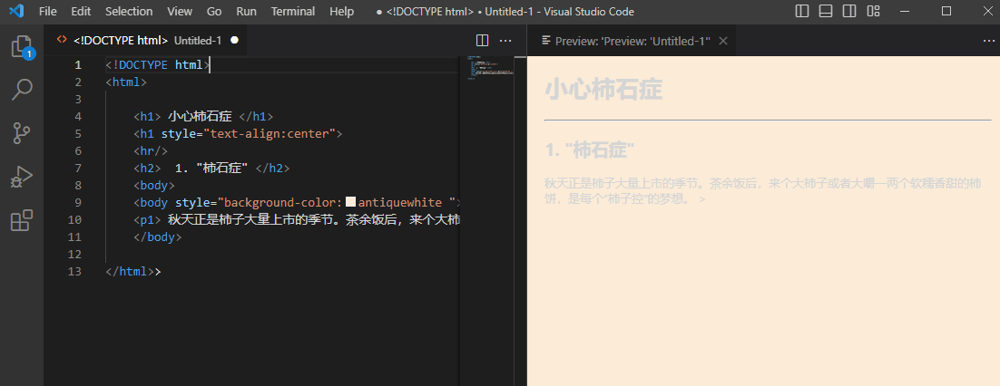 File Edit Selection View Go Run Terminal Help ● <!DOCTYPE html> • Untitled-1 - Visual Studio Code
<!DOCTYPE html> Untitled-1 ●
1 <!DOCTYPE html>
2 <html>
3
4 <h1> 小心柿石症 </h1>
5 <h1 style="text-align:center">
6 <hr/>
7 <h2>  1. "柿石症" </h2>
8 <body>
9 <body style="background-color:antiquewhite ">
10 <p1> 秋天正是柿子大量上市的季节。茶余饭后，来个大柿
11 </body>
12
13 </html>>
1
Preview: 'Preview: 'Untitled-1''
小心柿石症
1. "柿石症"
秋天正是柿子大量上市的季节。茶余饭后，来个大柿子或者大嚼一两个软糯香甜的柿
饼，是每个"柿子控"的梦想。 >